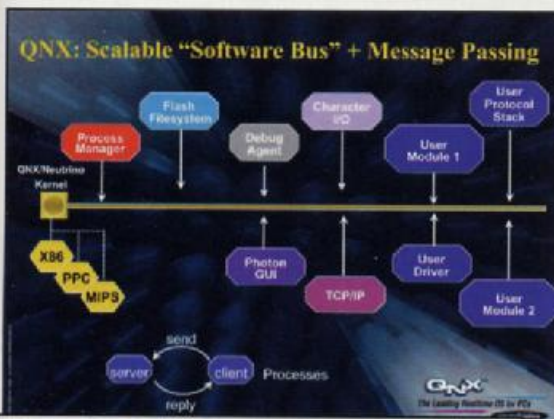 QNX: Scalable "Software Bus" + Message Passing
Flash
Filesystem
Character
I/O
User
Protocol
Stack
Process
Manager
Debug
Agent
User
Module 1
QNX/Neutrino
Kernel
X86
PPC
MIPS
Photon
GUI
TCP/IP
User
Driver
User
Module 2
send
server
client
Processes
reply
QNX
The Leading Realtime OS for PCs